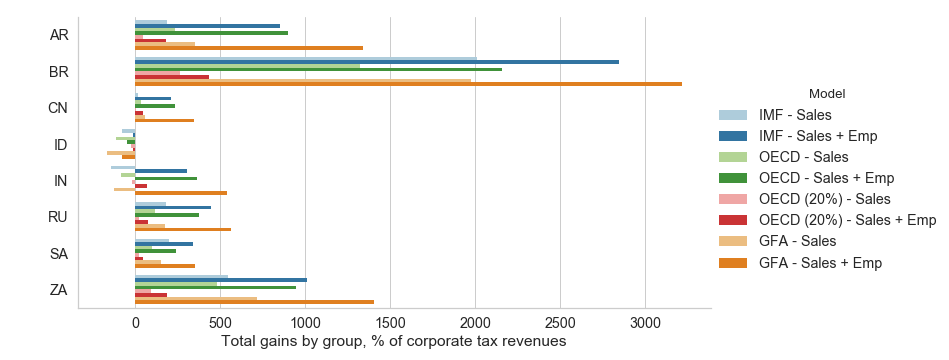 AR
BR
CN
ID
IN
RU
SA
ZA
0 500 1000 1500 2000 2500 3000
Total gains by group, % of corporate tax revenues
Model
IMF - Sales
IMF - Sales + Emp
OECD - Sales
OECD - Sales + Emp
OECD (20%) - Sales
OECD (20%) - Sales + Emp
GFA - Sales
GFA - Sales + Emp